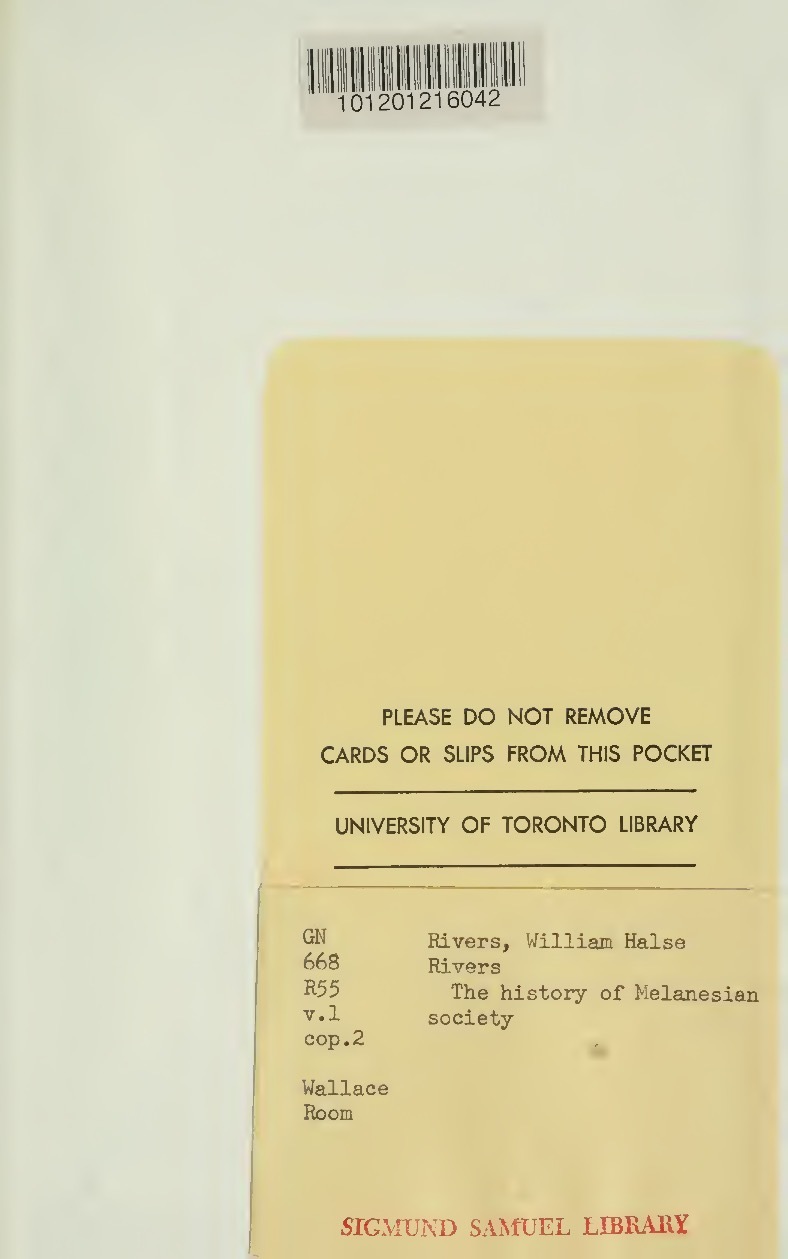 101201216042
PLEASE DO NOT REMOVE
CARDS OR SLIPS FROM THIS POCKET
UNIVERSITY OF TORONTO LIBRARY
GN
668
R55
v.1
cop.2
Wallace
Room
Rivers, William Halse
Rivers
The history of Melanesian
society
SIGMUND SAMUEL LIBRARY